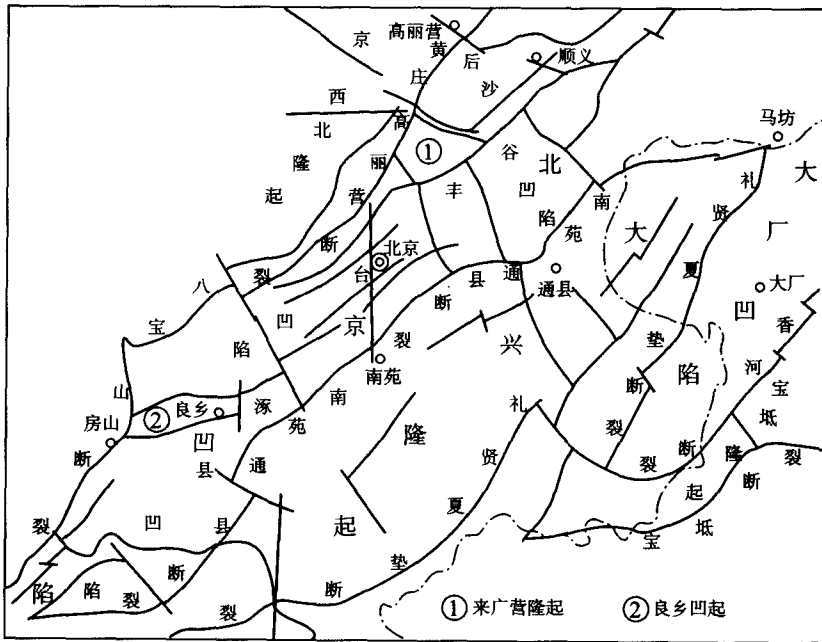 京西北隆起
高丽营
黄庄高丽营断裂
后沙谷凹陷
顺义
马坊
①
北京凹陷
丰台凹陷
北京
八宝山断裂
南苑通县断裂
南苑通县断裂
大兴隆起
大厂凹陷
礼贤夏垫断裂
通县
大厂
香河断裂
宝坻隆起
宝坻断裂
礼贤夏垫断裂
南苑
②
良乡
房山
涿县凹陷
① 来广营隆起
② 良乡凹起